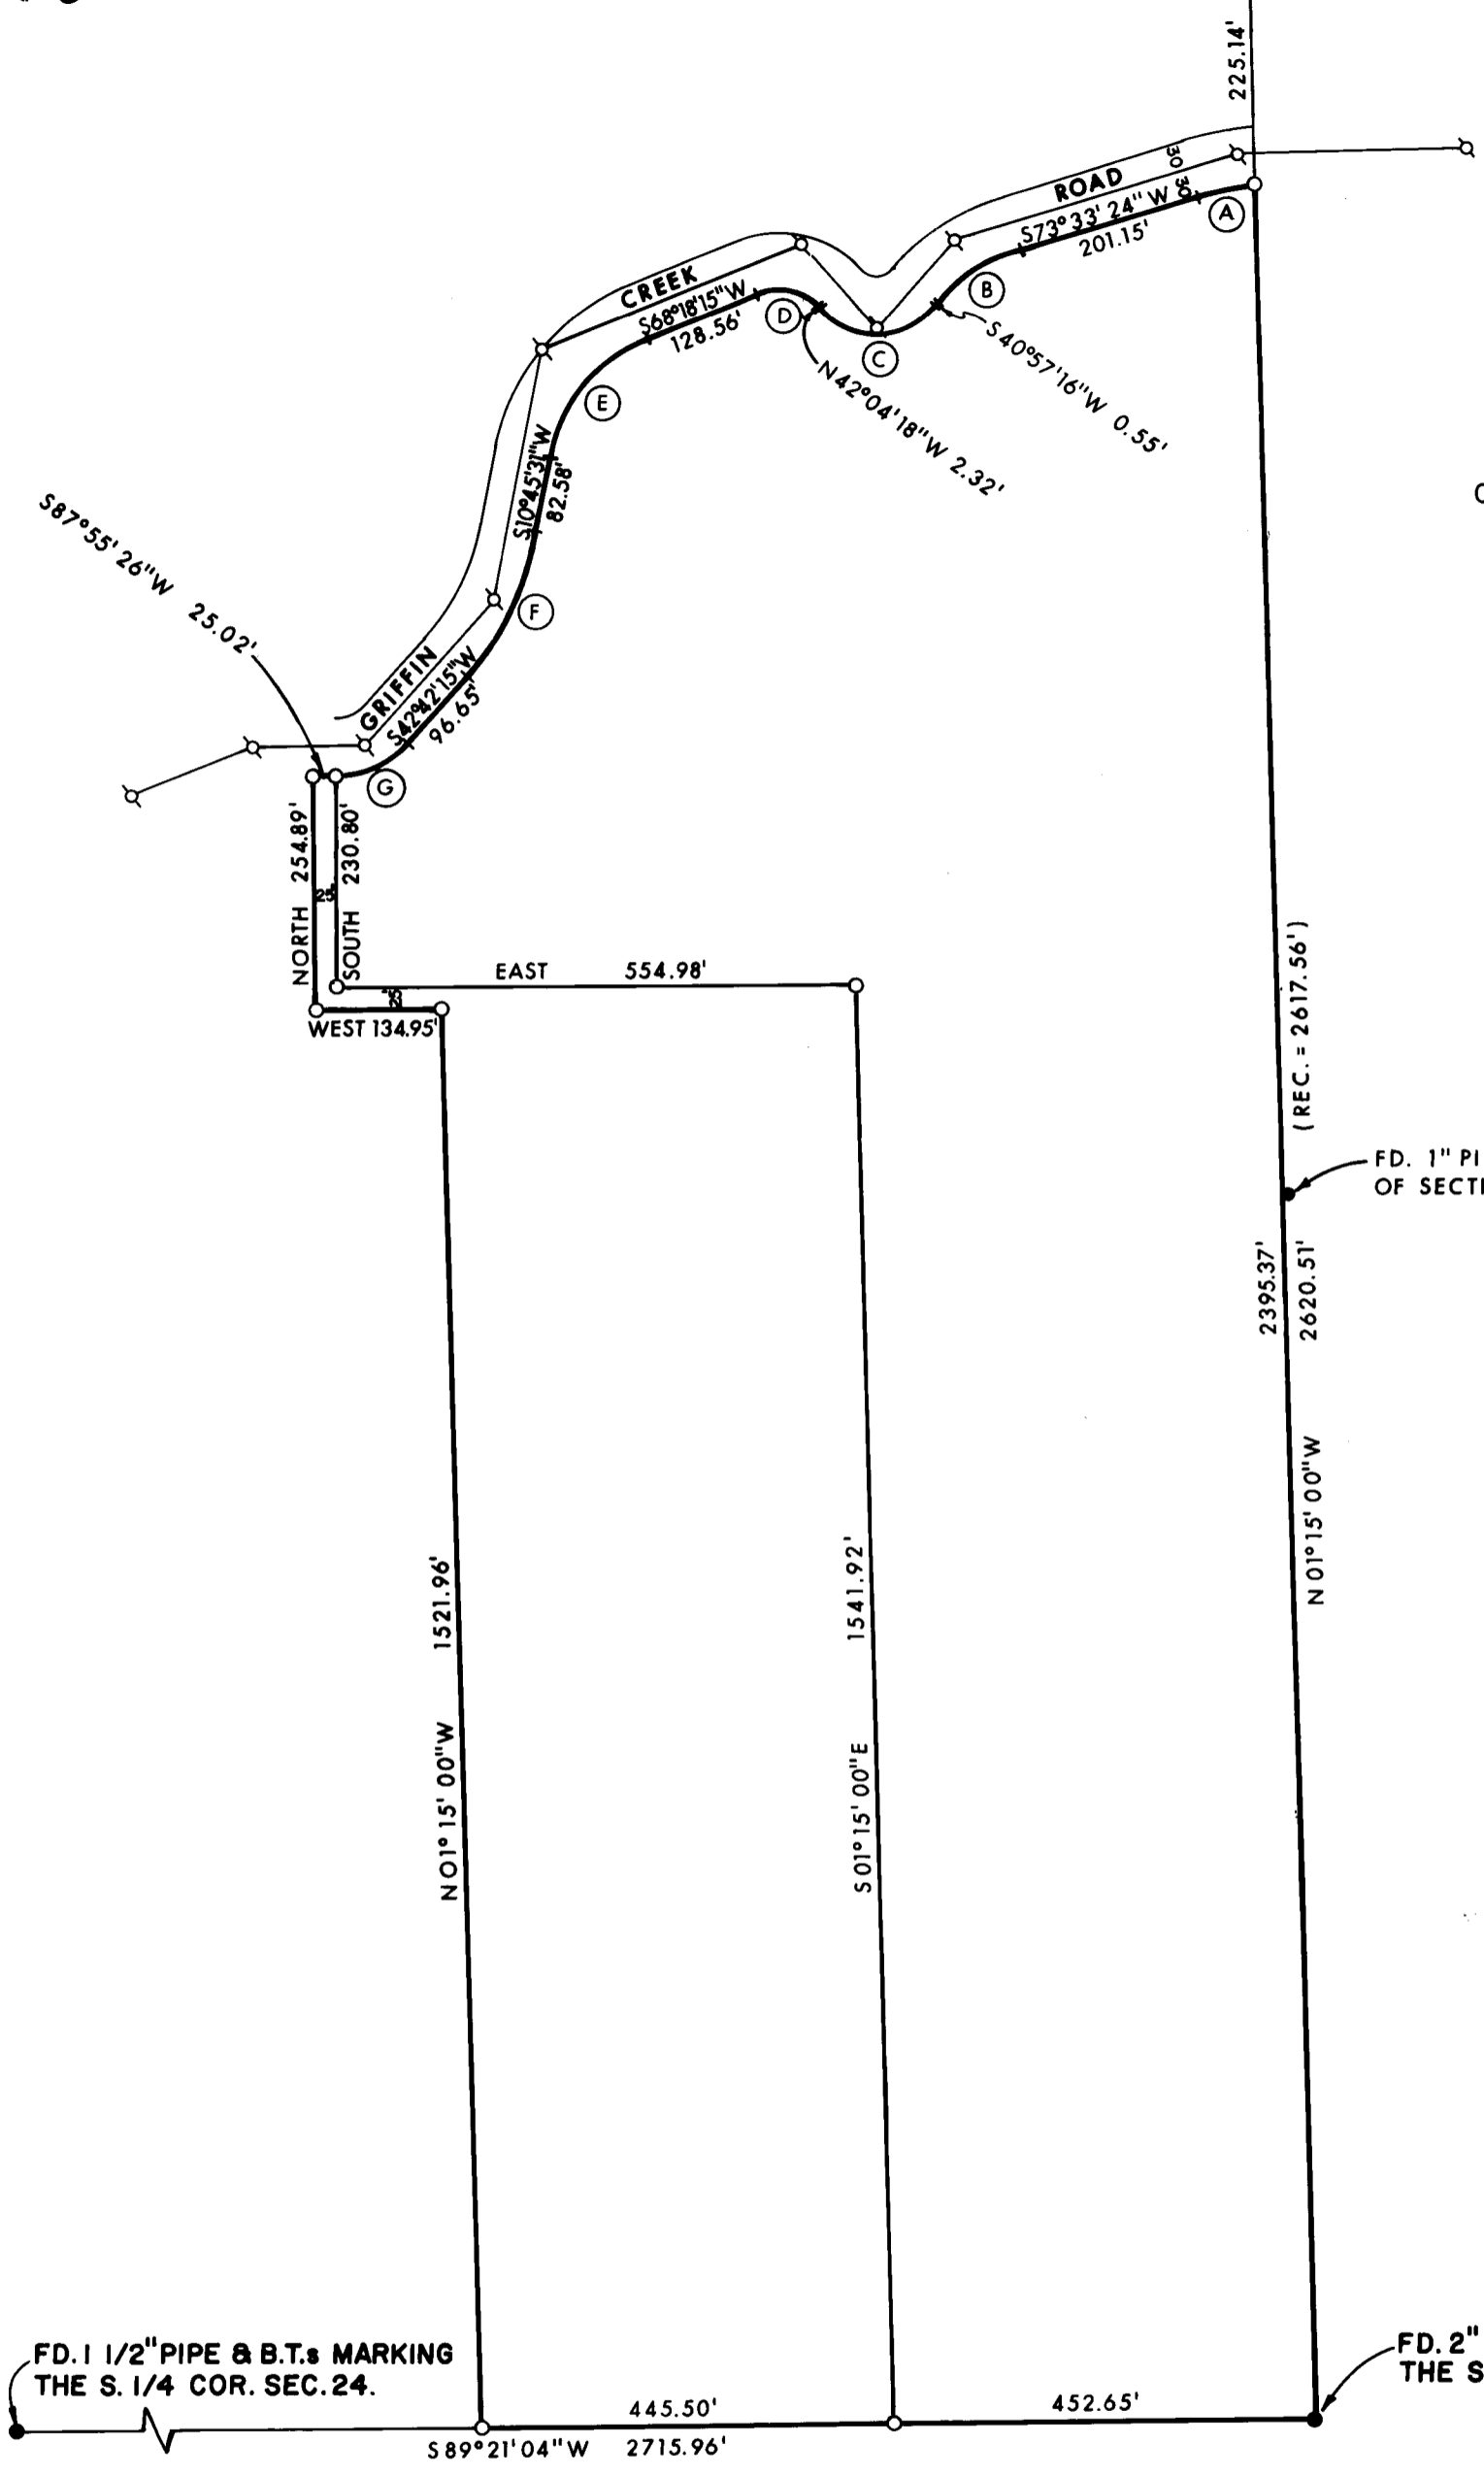 225.14'
30
30
ROAD
S73°33'24"W
201.15'
A
B
CREEK
S68°18'15"W
128.56'
D
C
S40°57'16"W 0.55'
N42°04'18"W 2.32'
E
S10°45'31"W
82.58'
S87°55'26"W 25.02'
F
GRIFFIN
S42°42'15"W
96.65'
G
NORTH 254.89'
25'
SOUTH 230.80'
EAST 554.98'
25'
WEST 134.95'
(REC. = 2617.56')
FD. 1" PI
OF SECTI
2395.37'
2620.51'
N 01°15'00"W
1521.96'
N 01°15'00"W
1541.92'
S 01°15'00"E
FD. 1 1/2" PIPE & B.T.s MARKING
THE S. 1/4 COR. SEC. 24.
FD. 2"
THE S
445.50'
452.65'
S 89°21'04"W 2715.96'